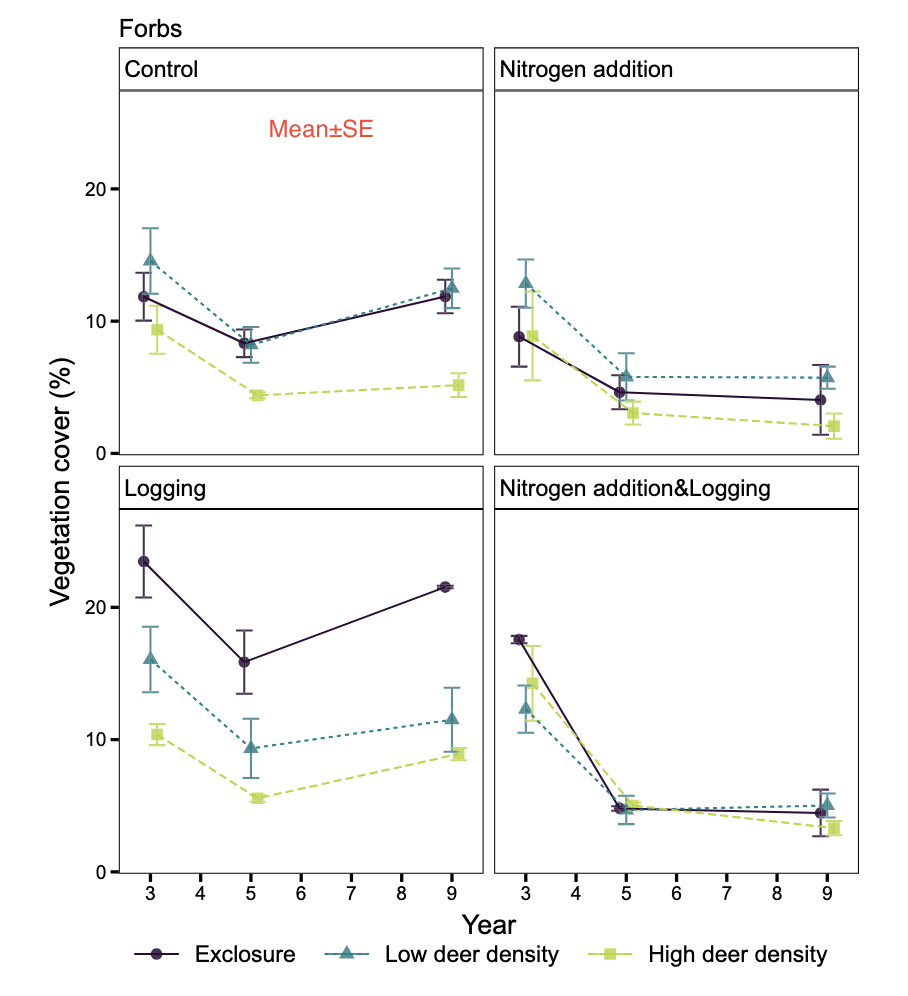 Forbs
Control
Nitrogen addition
Mean±SE
20
10
0
Vegetation cover (%)
Logging
Nitrogen addition&Logging
20
10
0
3 4 5 6 7 8 9 3 4 5 6 7 8 9
Year
Exclosure Low deer density High deer density